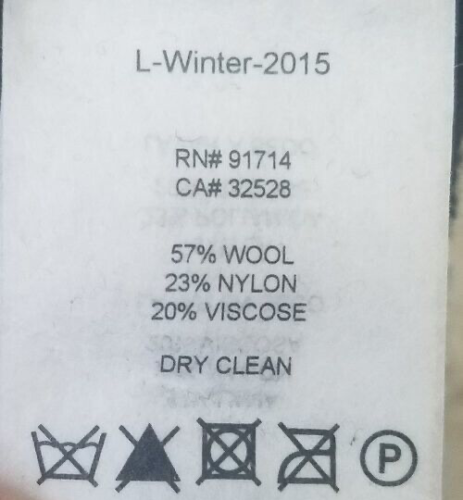 L-Winter-2015
RN# 91714
CA# 32528
57% WOOL
23% NYLON
20% VISCOSE
DRY CLEAN
P